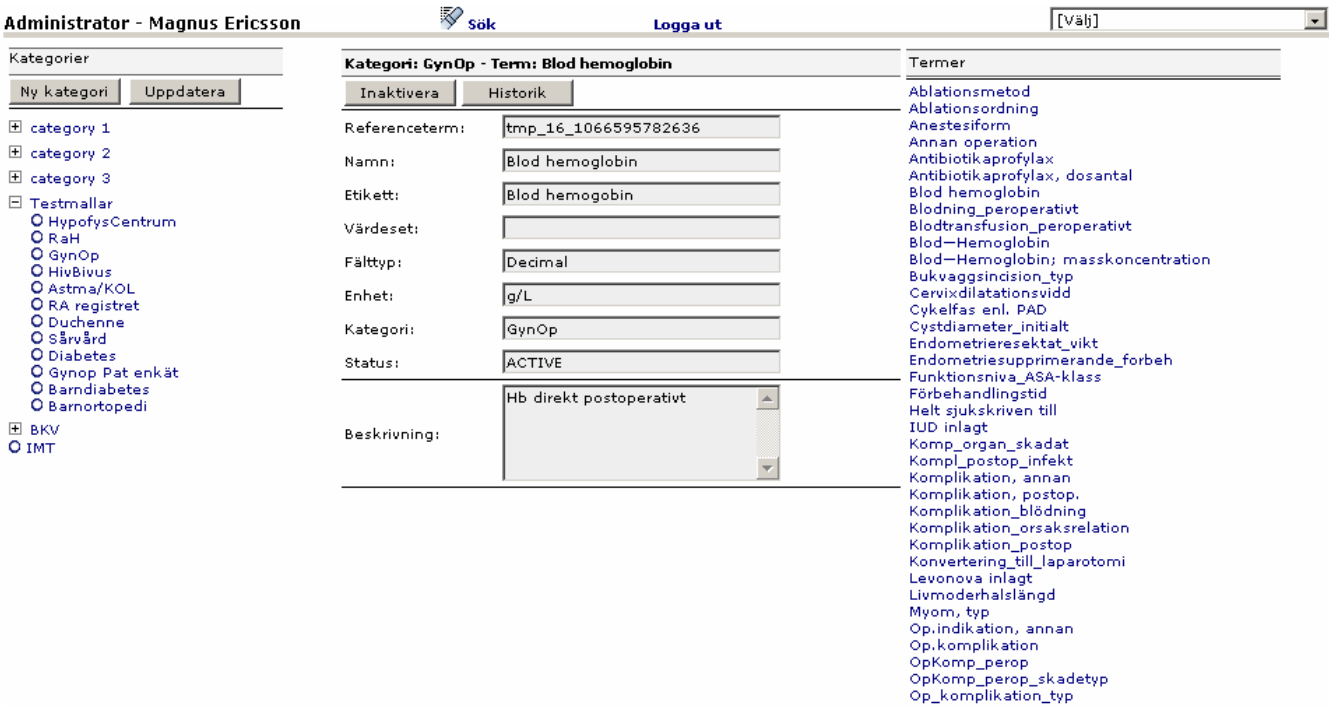 Administrator - Magnus Ericsson
Sök
Logga ut
[Välj]
Kategorier
Ny kategori
Uppdatera
category 1
category 2
category 3
Testmallar
HypofysCentrum
RaH
GynOp
HivBivus
Astma/KOL
RA registret
Duchenne
Sårvård
Diabetes
Gynop Pat enkät
Barndiabetes
Barnortopedi
BKV
IMT
Kategori: GynOp - Term: Blod hemoglobin
Inaktivera
Historik
Referenceterm: tmp_16_1066595782636
Namn: Blod hemoglobin
Etikett: Blod hemogobin
Värdeset:
Fälttyp: Decimal
Enhet: g/L
Kategori: GynOp
Status: ACTIVE
Beskrivning: Hb direkt postoperativt
Termer
Ablationsmetod
Ablationsordning
Anestesiform
Annan operation
Antibiotikaprofylax
Antibiotikaprofylax, dosantal
Blod hemoglobin
Blodning_peroperativt
Blodtransfusion_peroperativt
Blod—Hemoglobin
Blod—Hemoglobin; masskoncentration
Bukvaggsincision_typ
Cervixdilatationsvidd
Cykelfas enl. PAD
Cystdiameter_initialt
Endometrieresektat_vikt
Endometriesupprimerande_forbeh
Funktionsniva_ASA-klass
Förbehandlingstid
Helt sjukskriven till
IUD inlagt
Komp_organ_skadat
Kompl_postop_infekt
Komplikation, annan
Komplikation, postop.
Komplikation_blödning
Komplikation_orsaksrelation
Komplikation_postop
Konvertering_till_laparotomi
Levonova inlagt
Livmoderhalslängd
Myom, typ
Op.indikation, annan
Op.komplikation
OpKomp_perop
OpKomp_perop_skadetyp
Op_komplikation_typ